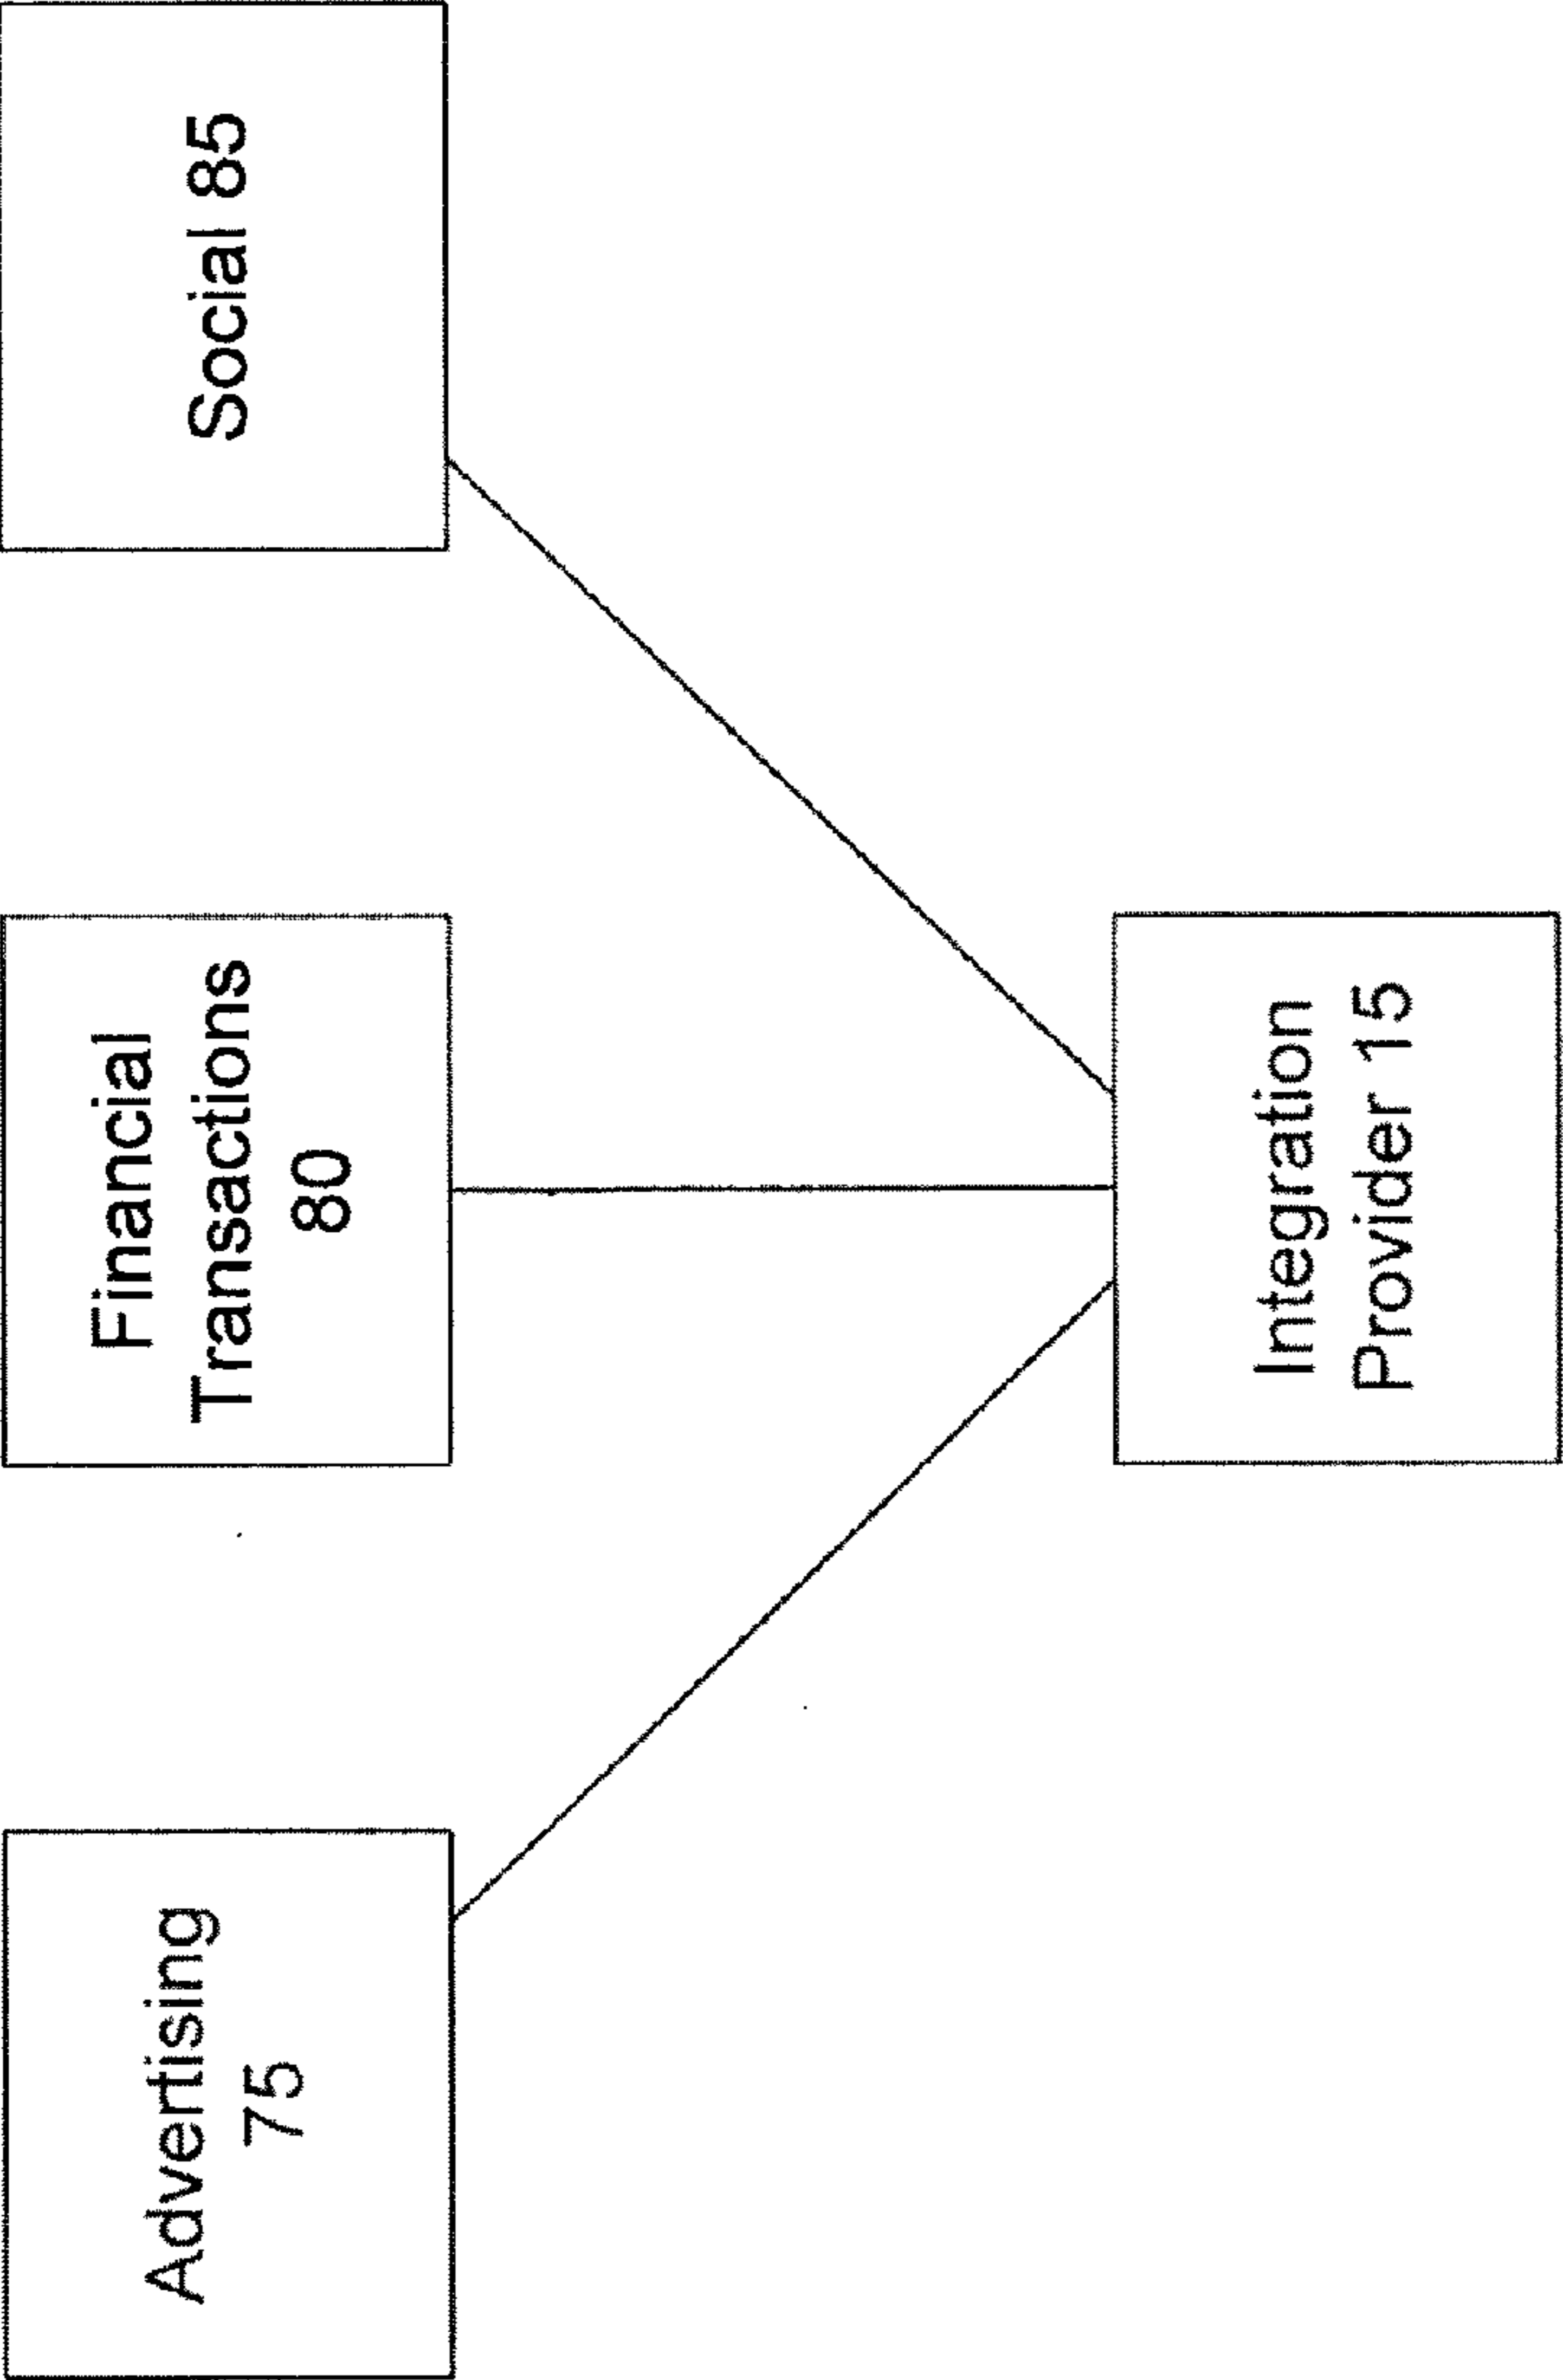 Advertising
75
Financial
Transactions
80
Social 85
Integration
Provider 15